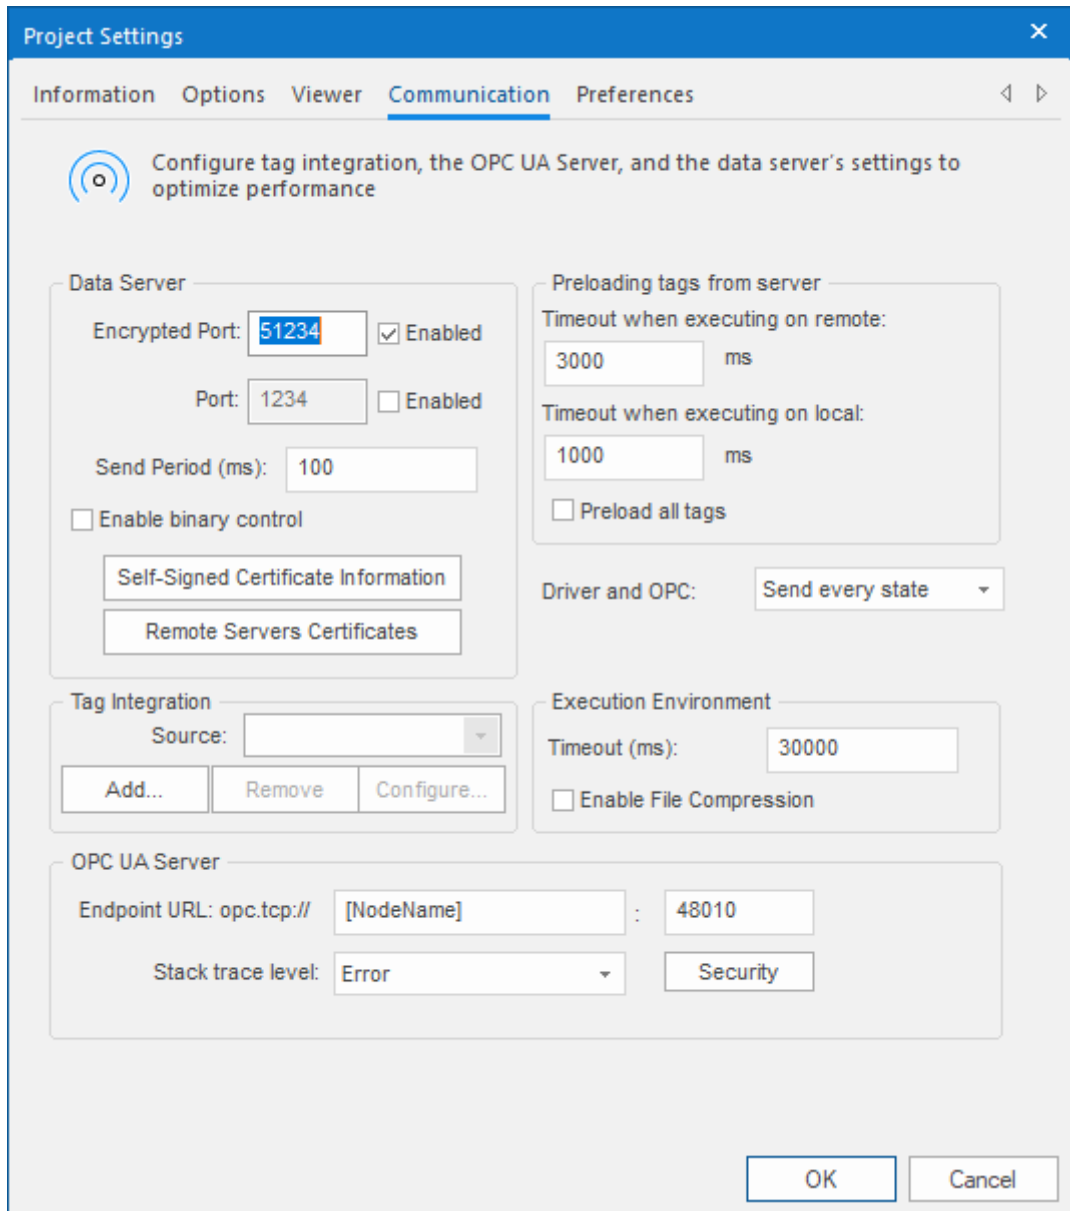 Project Settings
Information Options Viewer Communication Preferences
Configure tag integration, the OPC UA Server, and the data server's settings to
optimize performance
Data Server
Encrypted Port: 51234 Enabled
Port: 1234 Enabled
Send Period (ms): 100
Enable binary control
Self-Signed Certificate Information
Remote Servers Certificates
Preloading tags from server
Timeout when executing on remote:
3000 ms
Timeout when executing on local:
1000 ms
Preload all tags
Driver and OPC: Send every state
Tag Integration
Source:
Add... Remove Configure...
Execution Environment
Timeout (ms): 30000
Enable File Compression
OPC UA Server
Endpoint URL: opc.tcp:// [NodeName] : 48010
Stack trace level: Error Security
OK Cancel